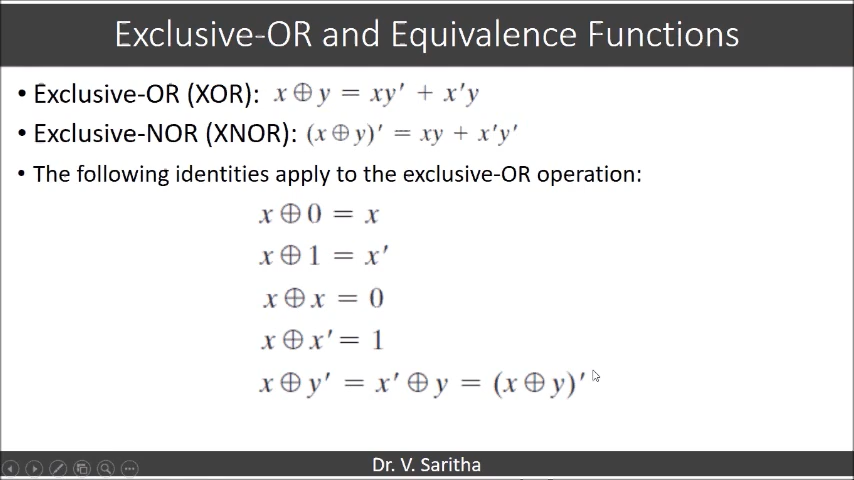 Exclusive-OR and Equivalence Functions
• Exclusive-OR (XOR): x ⊕ y = xy′ + x′y
• Exclusive-NOR (XNOR): (x ⊕ y)′ = xy + x′y′
• The following identities apply to the exclusive-OR operation:
x ⊕ 0 = x
x ⊕ 1 = x′
x ⊕ x = 0
x ⊕ x′ = 1
x ⊕ y′ = x′ ⊕ y = (x ⊕ y)′
Dr. V. Saritha